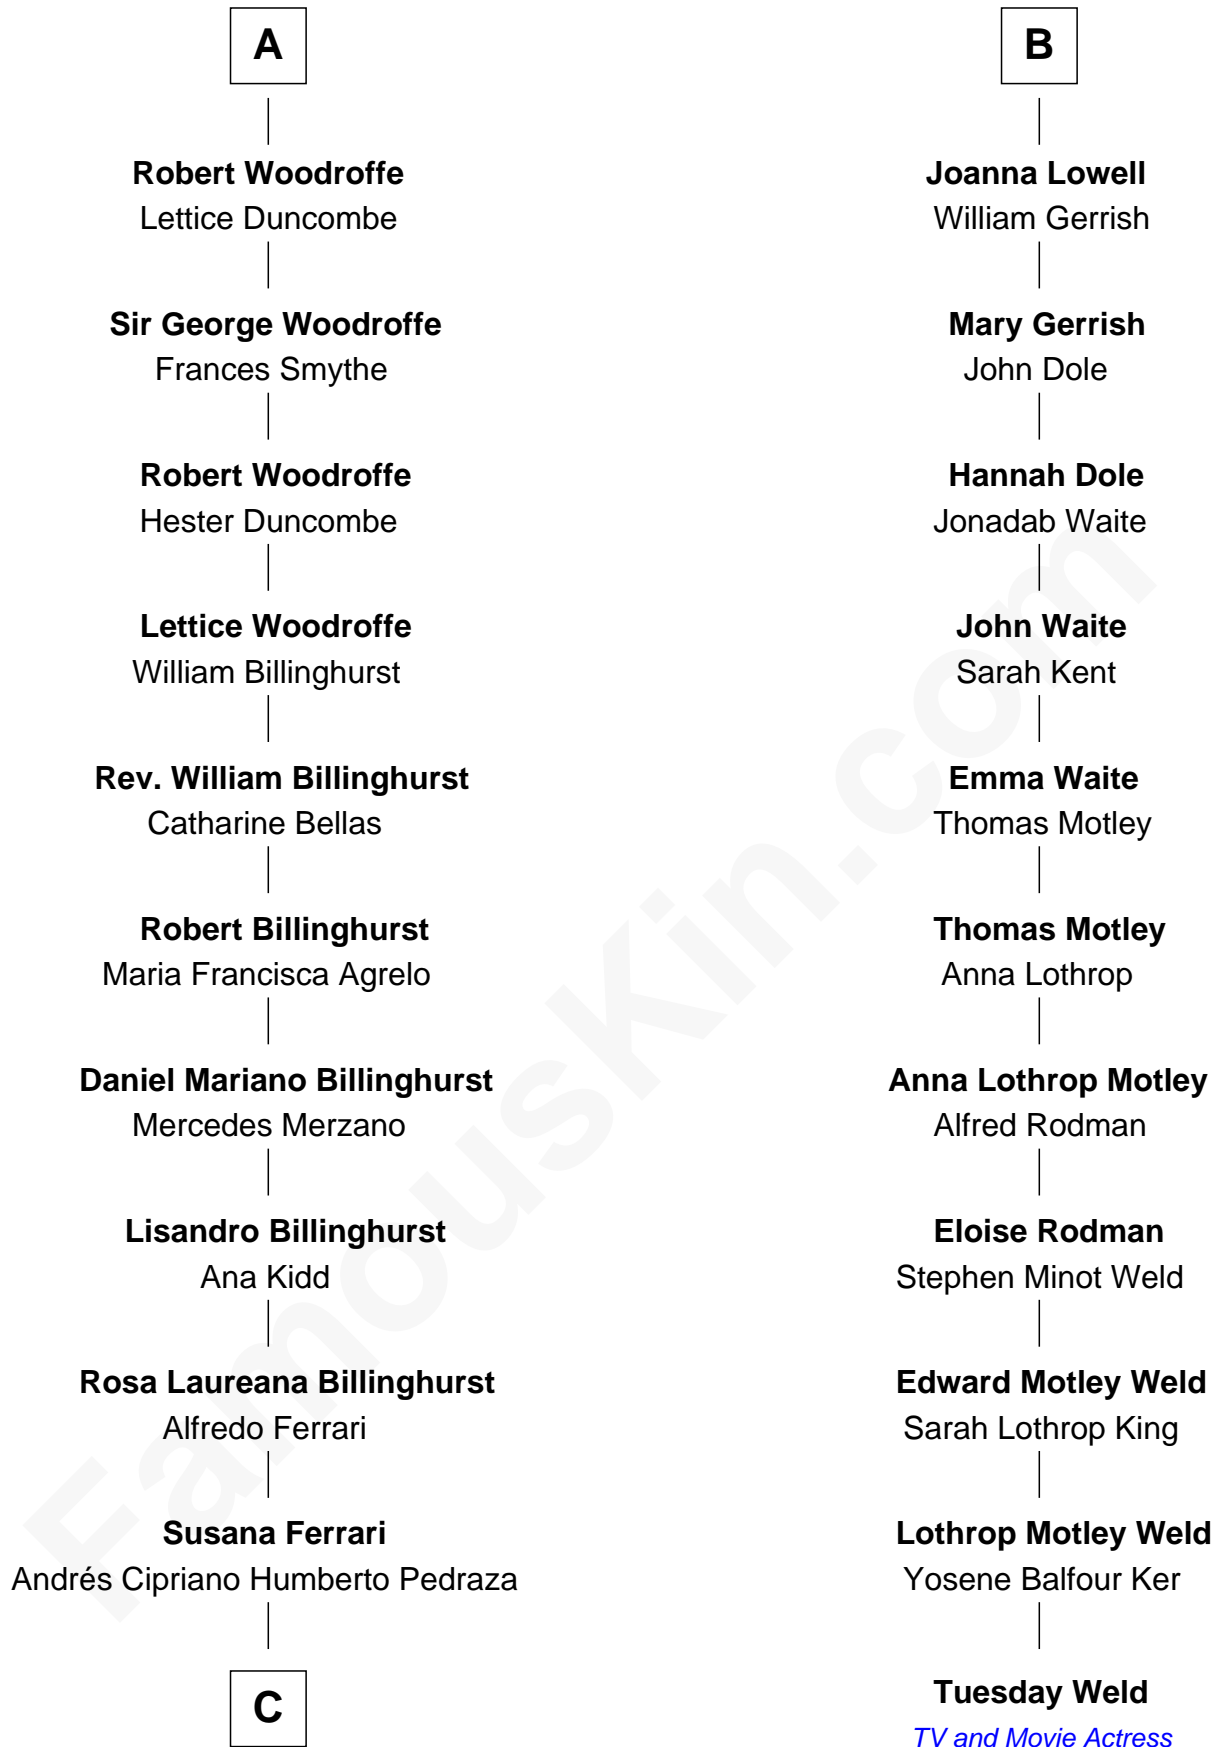 A
Robert Woodroffe
Lettice Duncombe
Sir George Woodroffe
Frances Smythe
Robert Woodroffe
Hester Duncombe
Lettice Woodroffe
William Billinghurst
Rev. William Billinghurst
Catharine Bellas
Robert Billinghurst
Maria Francisca Agrelo
Daniel Mariano Billinghurst
Mercedes Merzano
Lisandro Billinghurst
Ana Kidd
Rosa Laureana Billinghurst
Alfredo Ferrari
Susana Ferrari
Andrés Cipriano Humberto Pedraza
C
B
Joanna Lowell
William Gerrish
Mary Gerrish
John Dole
Hannah Dole
Jonadab Waite
John Waite
Sarah Kent
Emma Waite
Thomas Motley
Thomas Motley
Anna Lothrop
Anna Lothrop Motley
Alfred Rodman
Eloise Rodman
Stephen Minot Weld
Edward Motley Weld
Sarah Lothrop King
Lothrop Motley Weld
Yosene Balfour Ker
Tuesday Weld
TV and Movie Actress
FamousKin.com